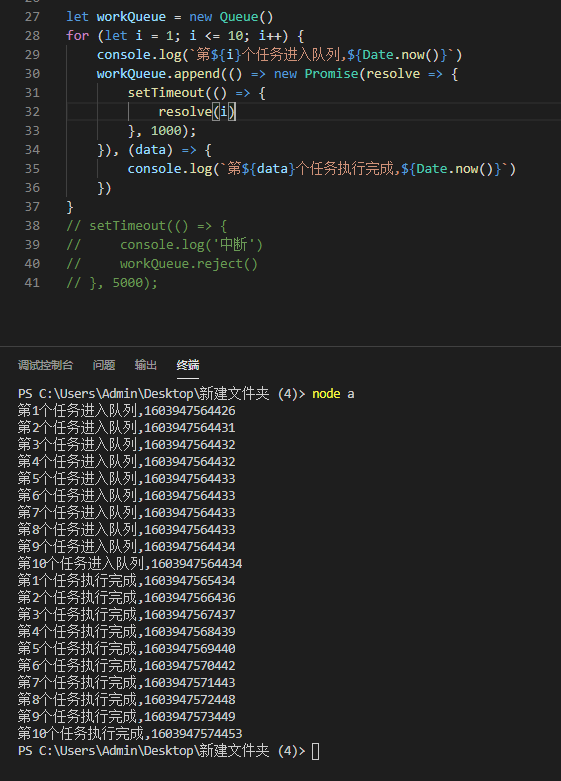 27 let workQueue = new Queue()
28 for (let i = 1; i <= 10; i++) {
29     console.log(`第${i}个任务进入队列,${Date.now()}`)
30     workQueue.append(() => new Promise(resolve => {
31         setTimeout(() => {
32             resolve(i)
33         }, 1000);
34     }), (data) => {
35         console.log(`第${data}个任务执行完成,${Date.now()}`)
36     })
37 }
38 // setTimeout(() => {
39 //     console.log('中断')
40 //     workQueue.reject()
41 // }, 5000);
调试控制台 问题 输出 终端
PS C:\Users\Admin\Desktop\新建文件夹 (4)> node a
第1个任务进入队列,1603947564426
第2个任务进入队列,1603947564431
第3个任务进入队列,1603947564432
第4个任务进入队列,1603947564432
第5个任务进入队列,1603947564433
第6个任务进入队列,1603947564433
第7个任务进入队列,1603947564433
第8个任务进入队列,1603947564433
第9个任务进入队列,1603947564434
第10个任务进入队列,1603947564434
第1个任务执行完成,1603947565434
第2个任务执行完成,1603947566436
第3个任务执行完成,1603947567437
第4个任务执行完成,1603947568439
第5个任务执行完成,1603947569440
第6个任务执行完成,1603947570442
第7个任务执行完成,1603947571443
第8个任务执行完成,1603947572448
第9个任务执行完成,1603947573449
第10个任务执行完成,1603947574453
PS C:\Users\Admin\Desktop\新建文件夹 (4)>